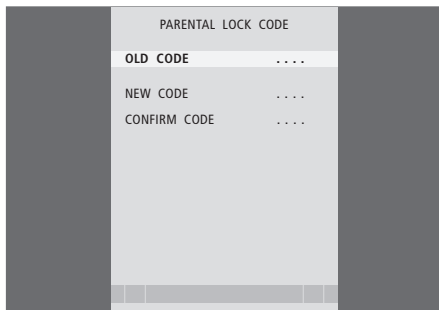 PARENTAL LOCK CODE
OLD CODE ....
NEW CODE ....
CONFIRM CODE ....